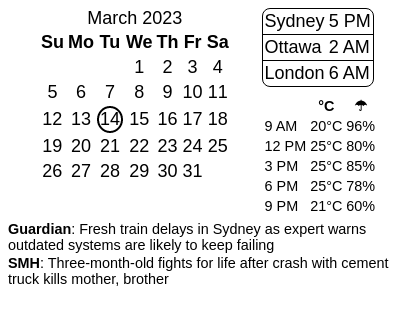 March 2023
Su Mo Tu We Th Fr Sa
1 2 3 4
5 6 7 8 9 10 11
12 13 14 15 16 17 18
19 20 21 22 23 24 25
26 27 28 29 30 31
Sydney 5 PM
Ottawa 2 AM
London 6 AM
°C ☂
9 AM 20°C 96%
12 PM 25°C 80%
3 PM 25°C 85%
6 PM 25°C 78%
9 PM 21°C 60%
Guardian: Fresh train delays in Sydney as expert warns
outdated systems are likely to keep failing
SMH: Three-month-old fights for life after crash with cement
truck kills mother, brother